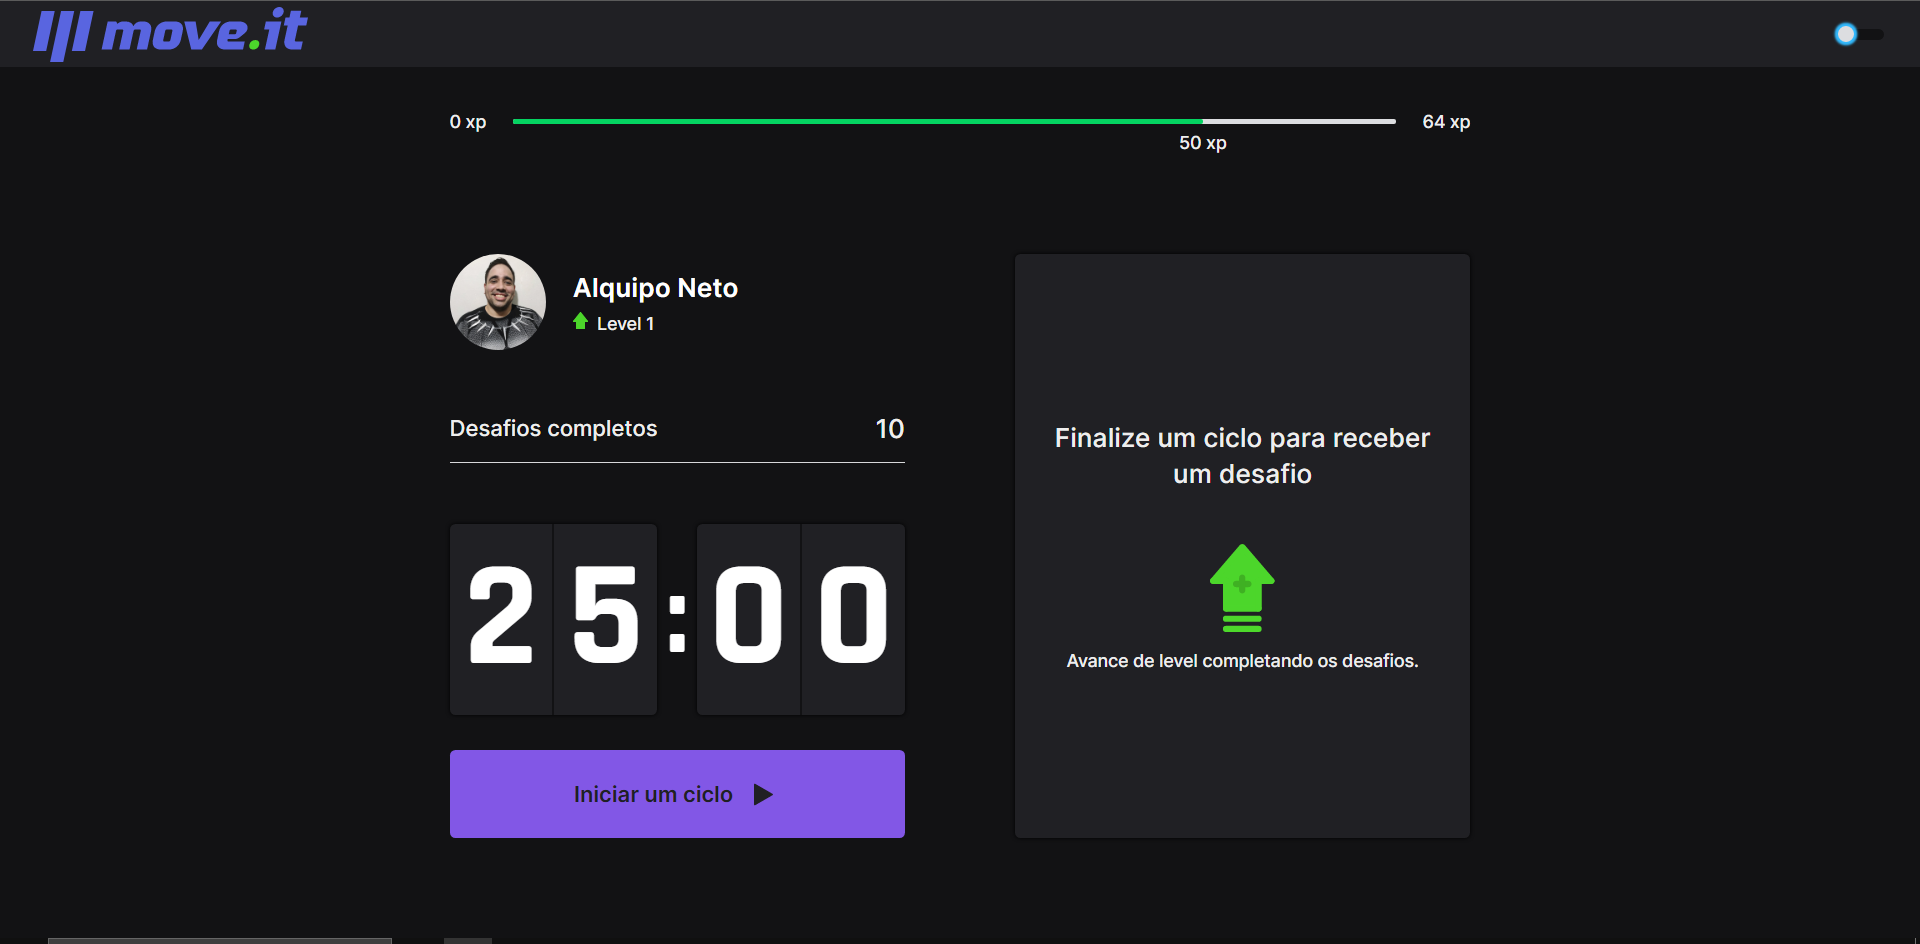 move.it
0 xp
50 xp
64 xp
Alquipo Neto
Level 1
Desafios completos
10
25:00
Iniciar um ciclo
Finalize um ciclo para receber
um desafio
Avance de level completando os desafios.